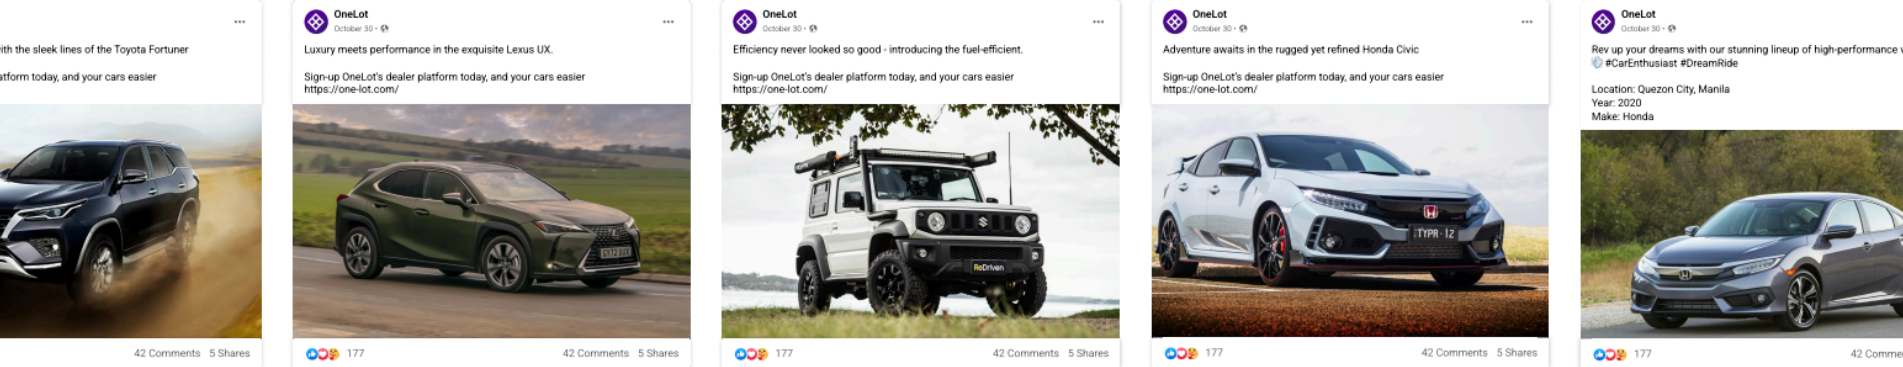 ith the sleek lines of the Toyota Fortuner
atform today, and your cars easier
42 Comments 5 Shares
OneLot
October 30 •
Luxury meets performance in the exquisite Lexus UX.
Sign-up OneLot's dealer platform today, and your cars easier
https://one-lot.com/
177
42 Comments 5 Shares
OneLot
October 30 •
Efficiency never looked so good - introducing the fuel-efficient.
Sign-up OneLot's dealer platform today, and your cars easier
https://one-lot.com/
ReDriven
177
42 Comments 5 Shares
OneLot
October 30 •
Adventure awaits in the rugged yet refined Honda Civic
Sign-up OneLot's dealer platform today, and your cars easier
https://one-lot.com/
TYPR·12
177
42 Comments 5 Shares
OneLot
October 30 •
Rev up your dreams with our stunning lineup of high-performance
#CarEnthusiast #DreamRide
Location: Quezon City, Manila
Year: 2020
Make: Honda
177
42 Comme